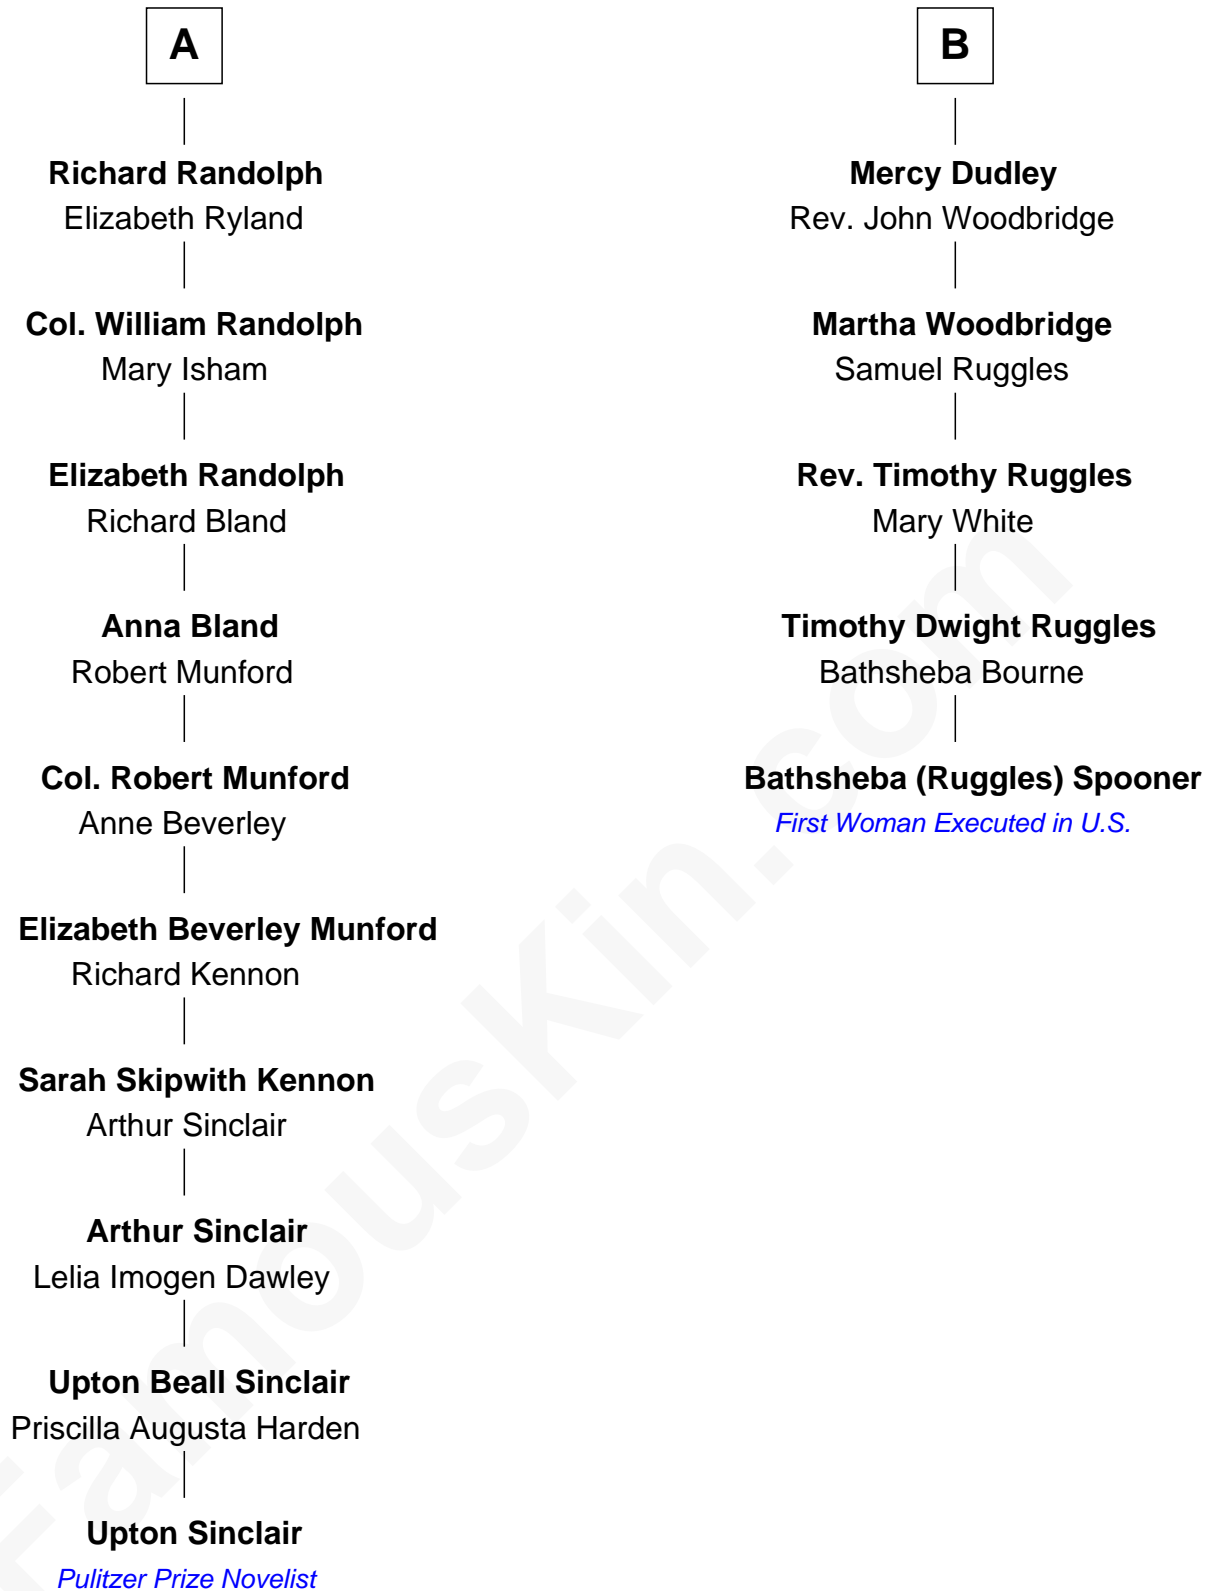 A
Richard Randolph
Elizabeth Ryland
Col. William Randolph
Mary Isham
Elizabeth Randolph
Richard Bland
Anna Bland
Robert Munford
Col. Robert Munford
Anne Beverley
Elizabeth Beverley Munford
Richard Kennon
Sarah Skipwith Kennon
Arthur Sinclair
Arthur Sinclair
Lelia Imogen Dawley
Upton Beall Sinclair
Priscilla Augusta Harden
Upton Sinclair
Pulitzer Prize Novelist
B
Mercy Dudley
Rev. John Woodbridge
Martha Woodbridge
Samuel Ruggles
Rev. Timothy Ruggles
Mary White
Timothy Dwight Ruggles
Bathsheba Bourne
Bathsheba (Ruggles) Spooner
First Woman Executed in U.S.
FamousKin.com